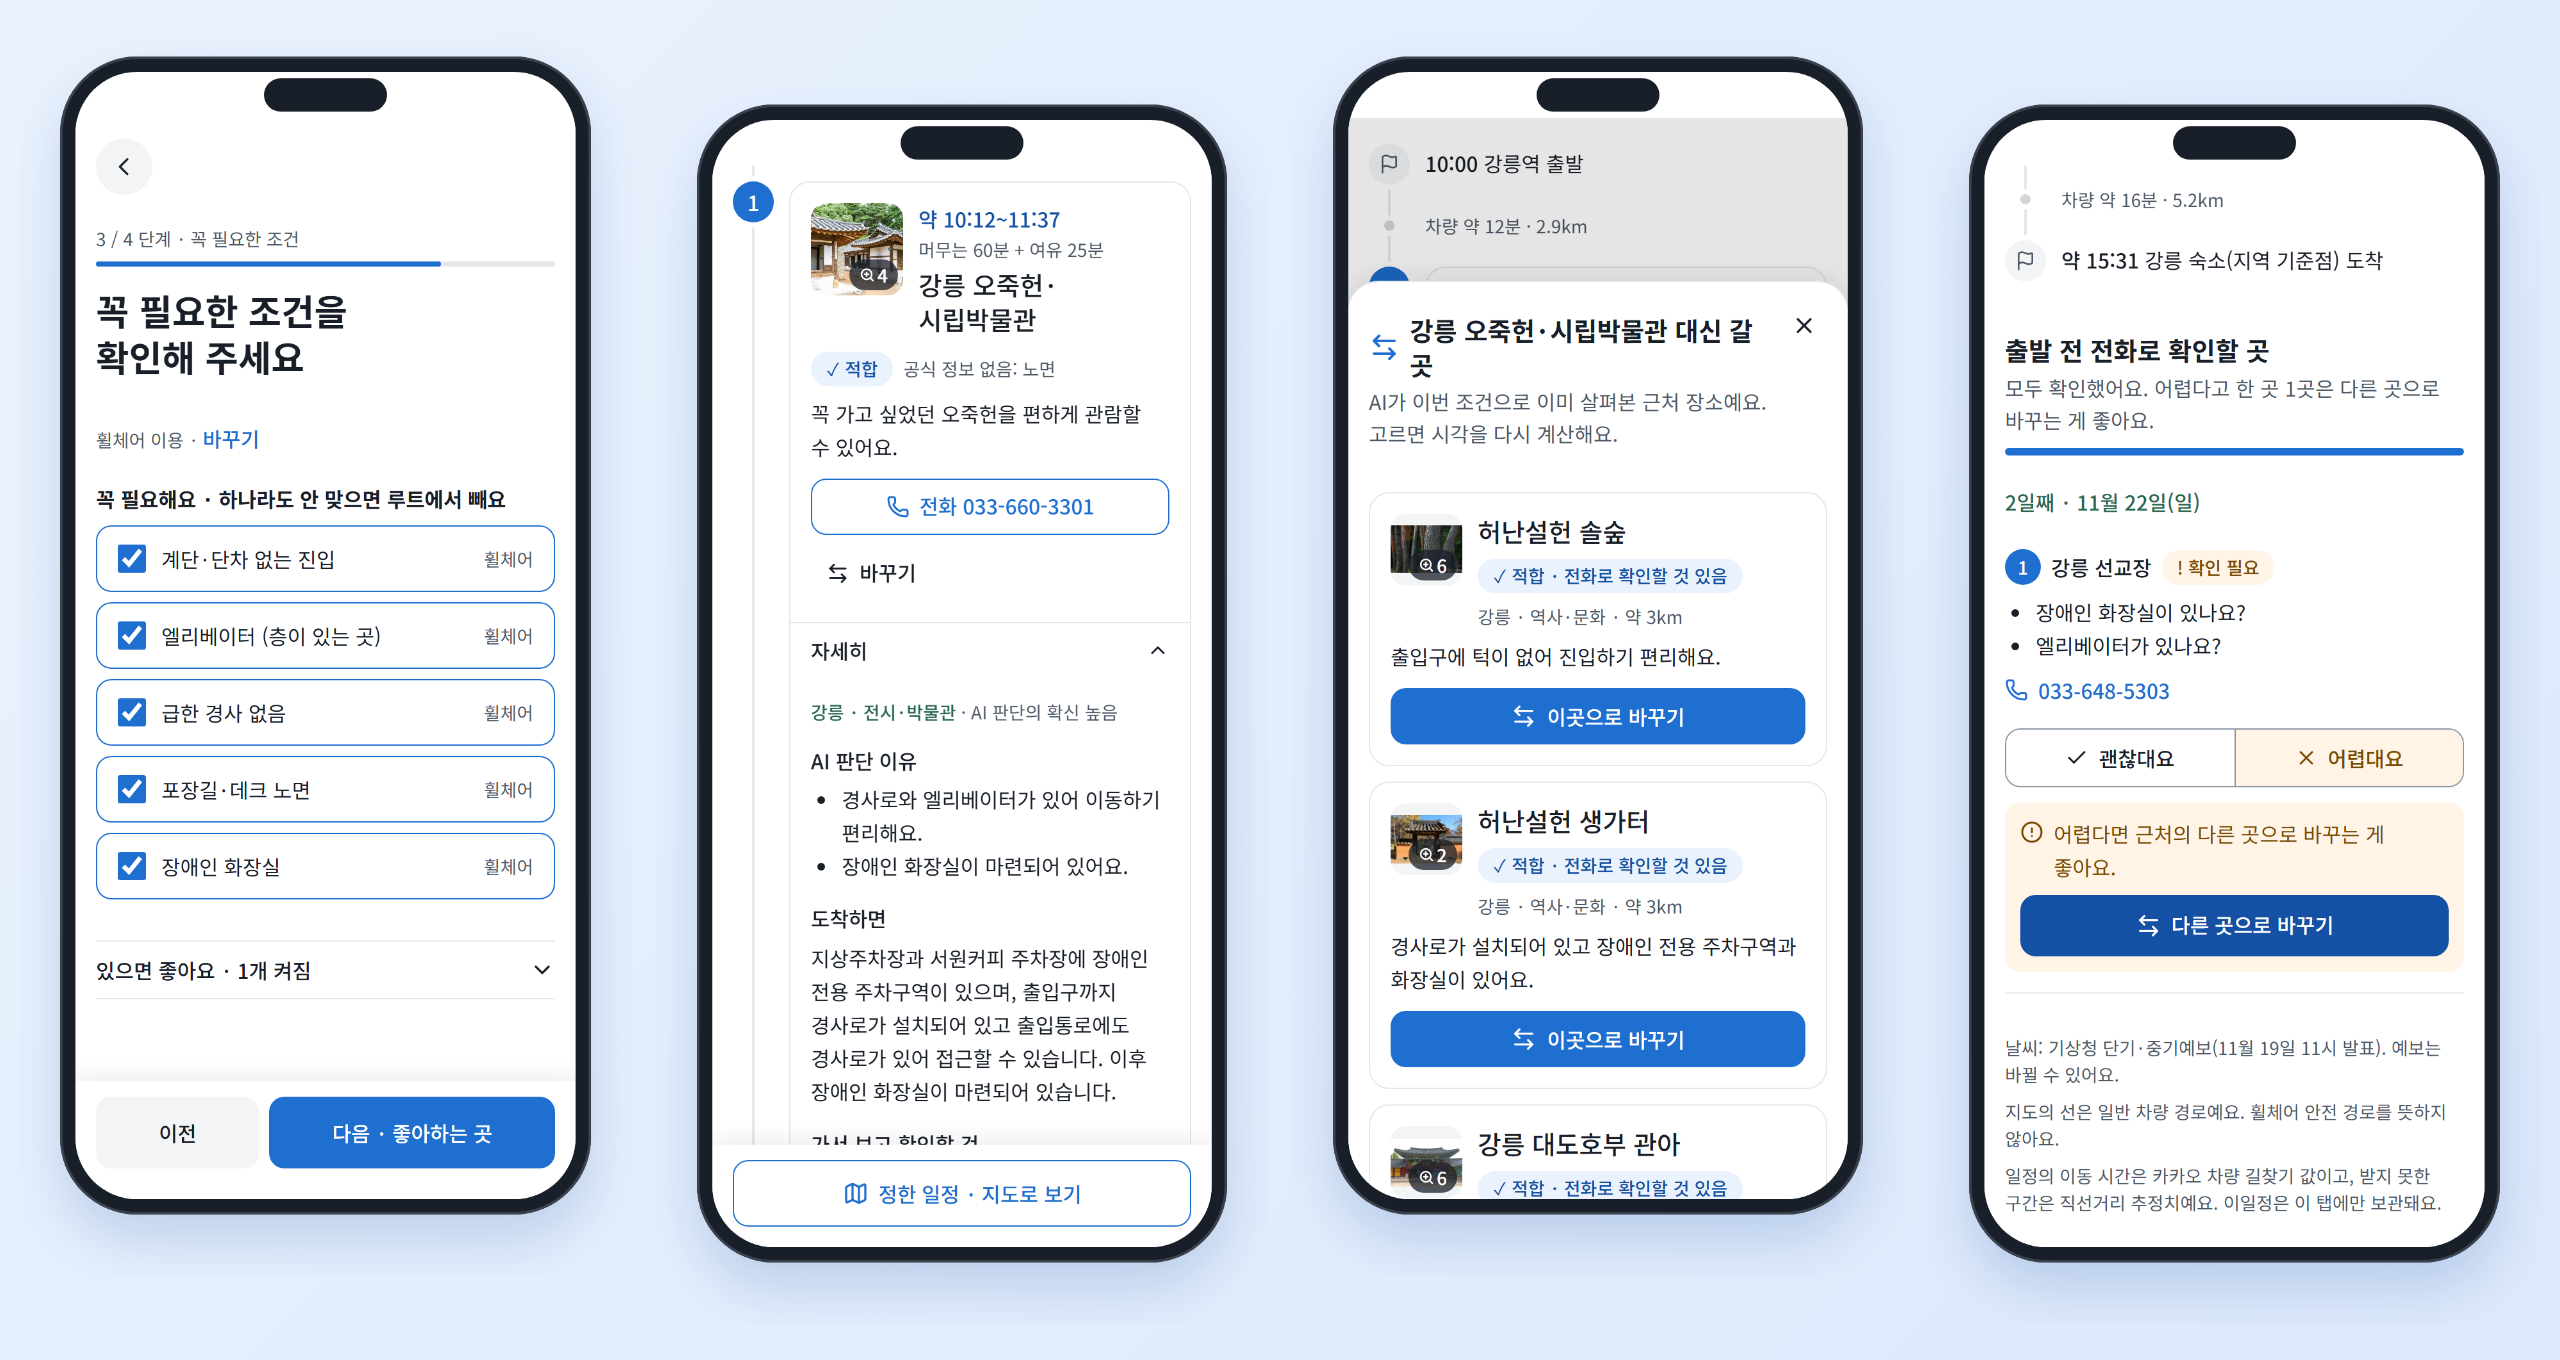 3 / 4 단계 · 꼭 필요한 조건
꼭 필요한 조건을
확인해 주세요
휠체어 이용 · 바꾸기
꼭 필요해요 · 하나라도 안 맞으면 루트에서 빼요
계단·단차 없는 진입 휠체어
엘리베이터 (층이 있는 곳) 휠체어
급한 경사 없음 휠체어
포장길·데크 노면 휠체어
장애인 화장실 휠체어
있으면 좋아요 · 1개 켜짐
이전
다음 · 좋아하는 곳
1
4
약 10:12~11:37
머무는 60분 + 여유 25분
강릉 오죽헌·
시립박물관
✓ 적합 공식 정보 없음: 노면
꼭 가고 싶었던 오죽헌을 편하게 관람할
수 있어요.
전화 033-660-3301
바꾸기
자세히
강릉 · 전시·박물관 · AI 판단의 확신 높음
AI 판단 이유
• 경사로와 엘리베이터가 있어 이동하기
편리해요.
• 장애인 화장실이 마련되어 있어요.
도착하면
지상주차장과 서원커피 주차장에 장애인
전용 주차구역이 있으며, 출입구까지
경사로가 설치되어 있고 출입통로에도
경사로가 있어 접근할 수 있습니다. 이후
장애인 화장실이 마련되어 있습니다.
가서 보고 확인할 것
정한 일정 · 지도로 보기
10:00 강릉역 출발
차량 약 12분 · 2.9km
강릉 오죽헌·시립박물관 대신 갈
곳
AI가 이번 조건으로 이미 살펴본 근처 장소예요.
고르면 시각을 다시 계산해요.
6
허난설헌 솔숲
✓ 적합 · 전화로 확인할 것 있음
강릉 · 역사·문화 · 약 3km
출입구에 턱이 없어 진입하기 편리해요.
이곳으로 바꾸기
2
허난설헌 생가터
✓ 적합 · 전화로 확인할 것 있음
강릉 · 역사·문화 · 약 3km
경사로가 설치되어 있고 장애인 전용 주차구역과
화장실이 있어요.
이곳으로 바꾸기
6
강릉 대도호부 관아
✓ 적합 · 전화로 확인할 것 있음
차량 약 16분 · 5.2km
약 15:31 강릉 숙소(지역 기준점) 도착
출발 전 전화로 확인할 곳
모두 확인했어요. 어렵다고 한 곳 1곳은 다른 곳으로
바꾸는 게 좋아요.
2일째 · 11월 22일(일)
1 강릉 선교장 ! 확인 필요
• 장애인 화장실이 있나요?
• 엘리베이터가 있나요?
033-648-5303
괜찮대요
어렵대요
어렵다면 근처의 다른 곳으로 바꾸는 게
좋아요.
다른 곳으로 바꾸기
날씨: 기상청 단기·중기예보(11월 19일 11시 발표). 예보는
바뀔 수 있어요.
지도의 선은 일반 차량 경로예요. 휠체어 안전 경로를 뜻하지
않아요.
일정의 이동 시간은 카카오 차량 길찾기 값이고, 받지 못한
구간은 직선거리 추정치예요. 이일정은 이 탭에만 보관돼요.